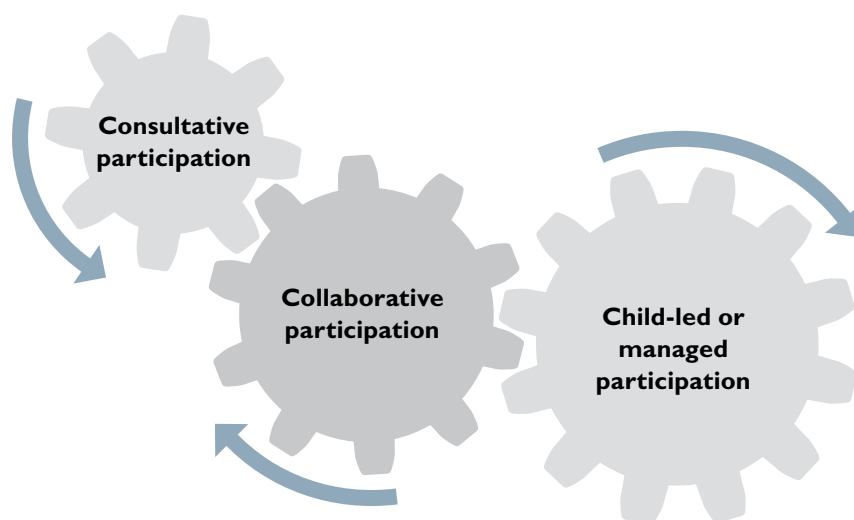 Consultative
participation
Collaborative
participation
Child-led or
managed
participation